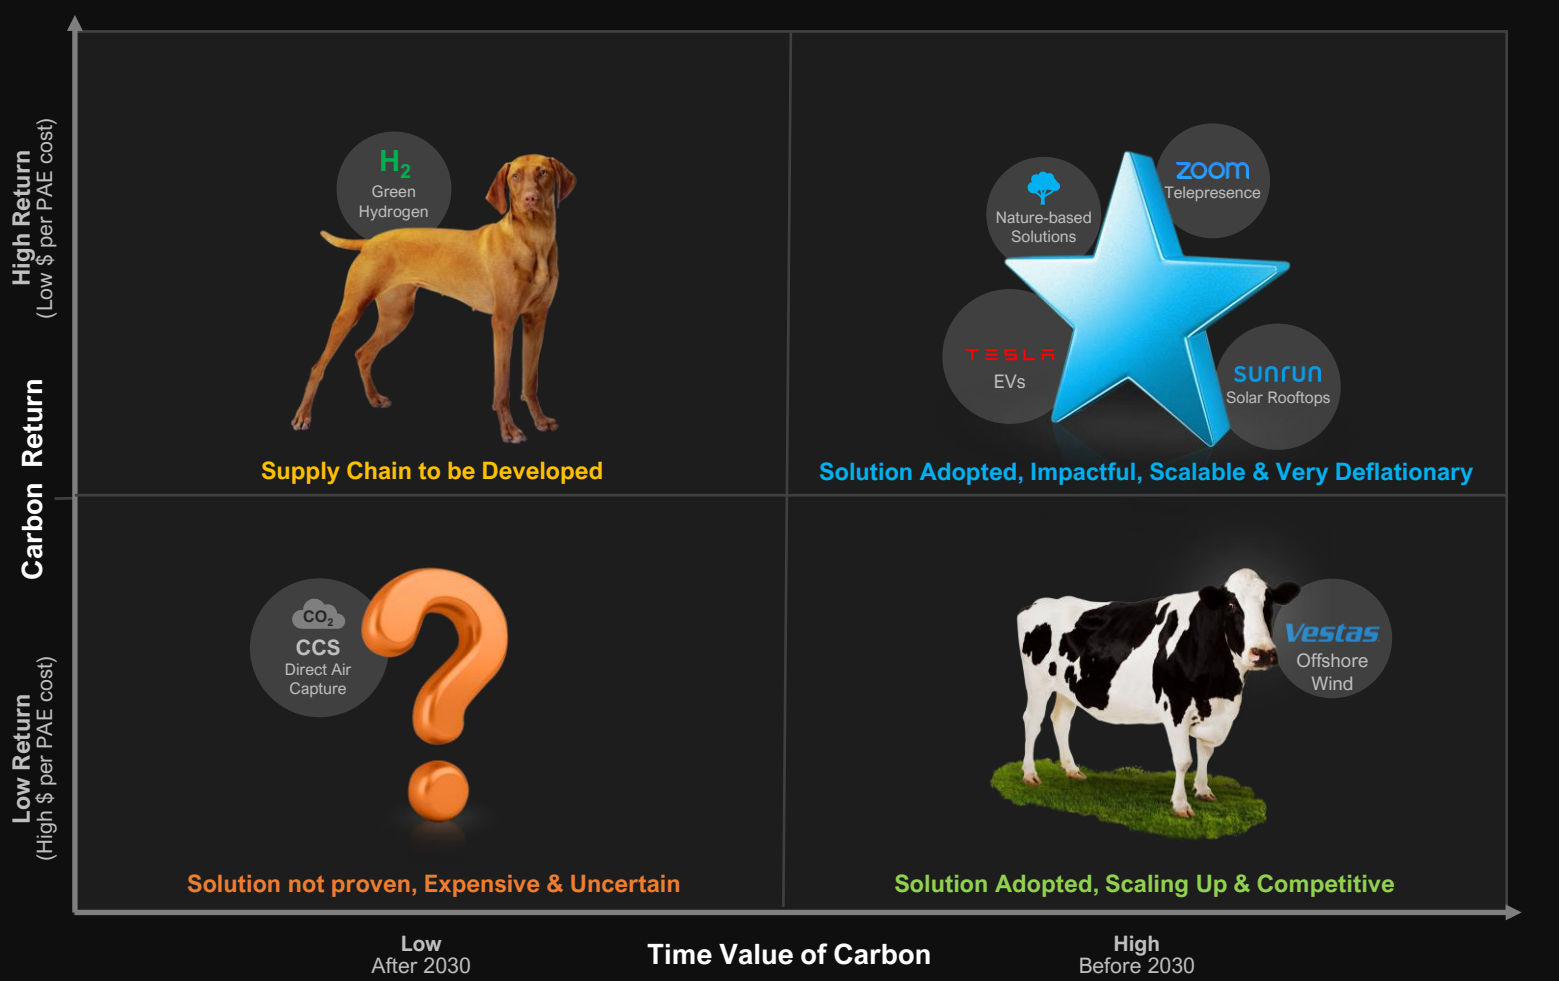 High Return
(Low $ per PAE cost)
Carbon Return
Low Return
(High $ per PAE cost)
H2
Green
Hydrogen
Supply Chain to be Developed
Nature-based
Solutions
zoom
Telepresence
TESLA
EVs
sunrun
Solar Rooftops
Solution Adopted, Impactful, Scalable & Very Deflationary
CO2
CCS
Direct Air
Capture
Solution not proven, Expensive & Uncertain
Vestas
Offshore
Wind
Solution Adopted, Scaling Up & Competitive
Low
After 2030
Time Value of Carbon
High
Before 2030